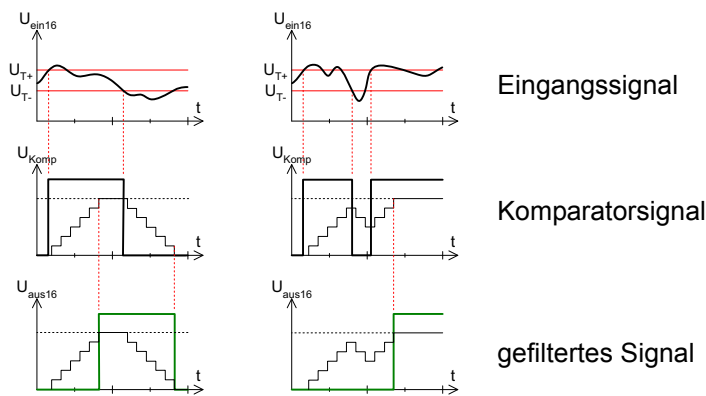 U_ein16 U_ein16
U_T+ U_T+
U_T- U_T-
t t
Eingangssignal
U_Komp U_Komp
t t
Komparatorsignal
U_aus16 U_aus16
t t
gefiltertes Signal